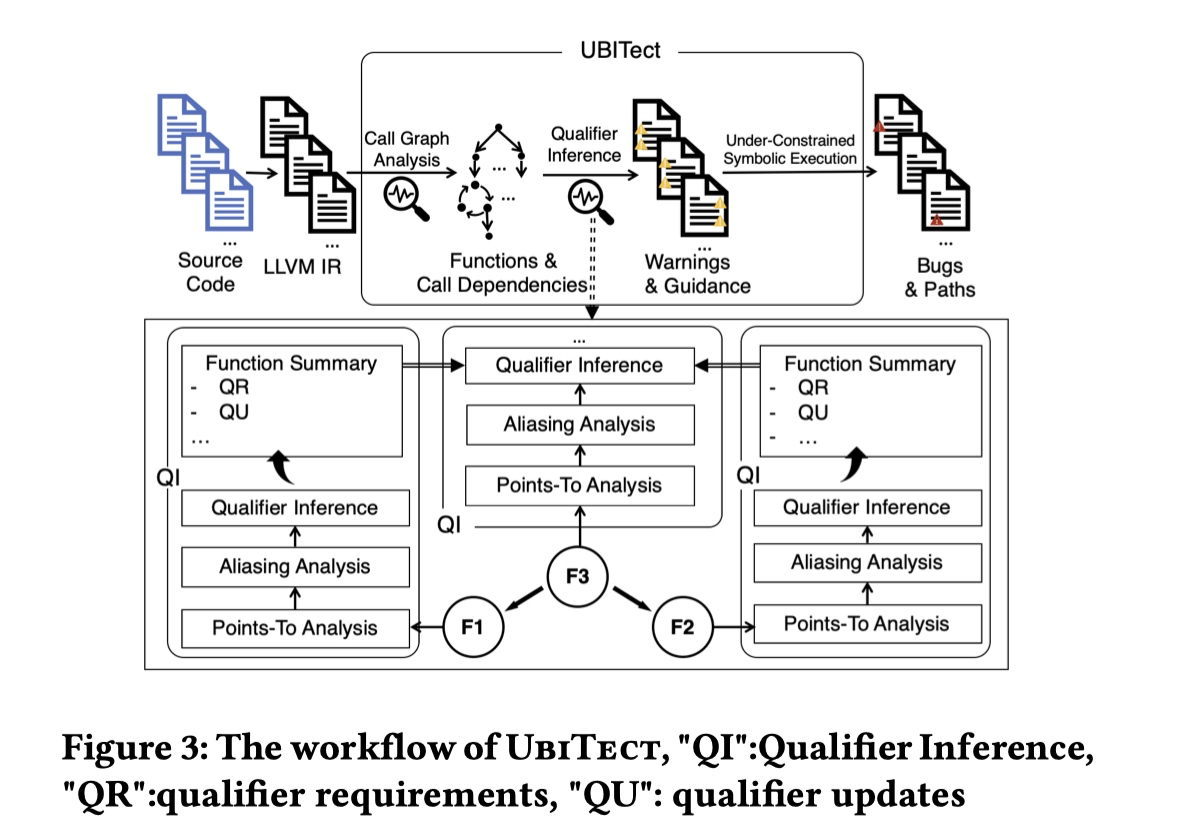 UBITect
Call Graph
Analysis
Qualifier
Inference
Under-Constrained
Symbolic Execution
...
...
...
...
...
...
...
Source
Code
LLVM IR
Functions &
Call Dependencies
Warnings
& Guidance
Bugs
& Paths
Function Summary
- QR
- QU
...
QI
Qualifier Inference
Aliasing Analysis
Points-To Analysis
...
Qualifier Inference
Aliasing Analysis
Points-To Analysis
QI
F3
F1
F2
Function Summary
- QR
- QU
- ...
QI
Qualifier Inference
Aliasing Analysis
Points-To Analysis
Figure 3: The workflow of UBITECT, "QI":Qualifier Inference,
"QR":qualifier requirements, "QU": qualifier updates